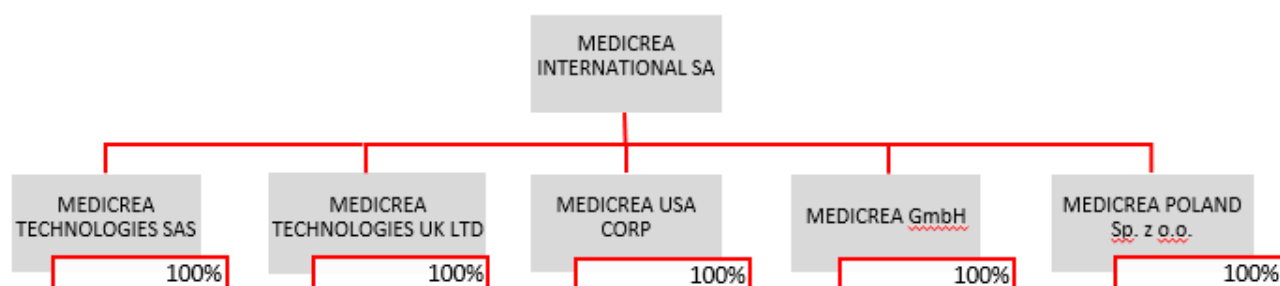 MEDICREA
INTERNATIONAL SA
MEDICREA
TECHNOLOGIES SAS
100%
MEDICREA
TECHNOLOGIES UK LTD
100%
MEDICREA USA
CORP
100%
MEDICREA GmbH
100%
MEDICREA POLAND
Sp. z o.o.
100%